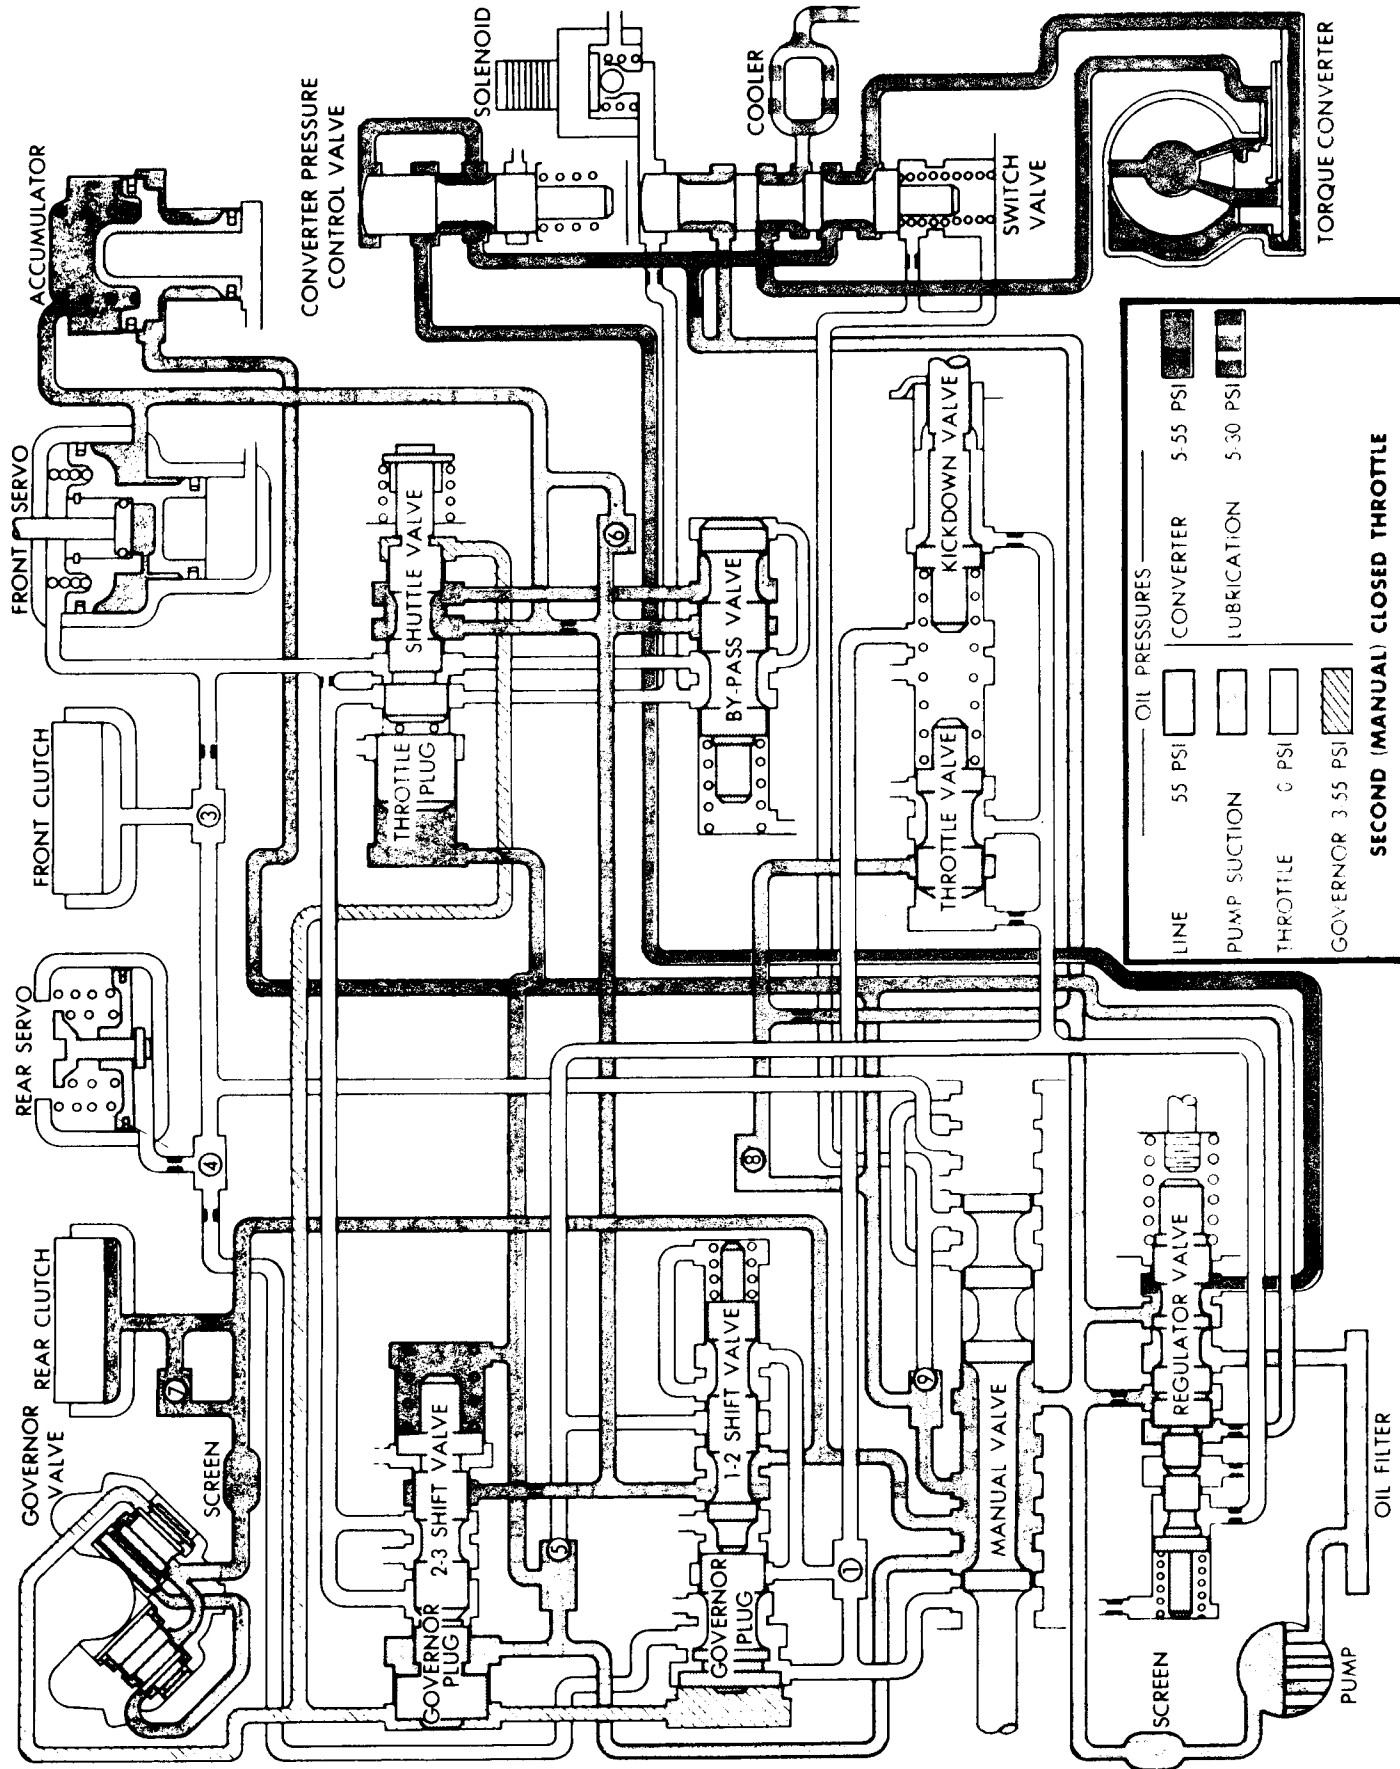 GOVERNOR
VALVE
REAR CLUTCH
REAR SERVO
FRONT CLUTCH
FRONT SERVO
ACCUMULATOR
SCREEN
7
4
3
CONVERTER PRESSURE
CONTROL VALVE
GOVERNOR
PLUG
2-3 SHIFT VALVE
THROTTLE
PLUG
SHUTTLE VALVE
SOLENOID
5
6
GOVERNOR
PLUG
1-2 SHIFT VALVE
8
BY-PASS VALVE
COOLER
1
9
MANUAL VALVE
THROTTLE VALVE
KICKDOWN VALVE
SWITCH
VALVE
SCREEN
REGULATOR VALVE
PUMP
OIL FILTER
TORQUE CONVERTER
OIL PRESSURES
LINE 55 PSI
CONVERTER 5-55 PSI
PUMP SUCTION
LUBRICATION 5-30 PSI
THROTTLE 0 PSI
GOVERNOR 3.55 PSI
SECOND (MANUAL) CLOSED THROTTLE